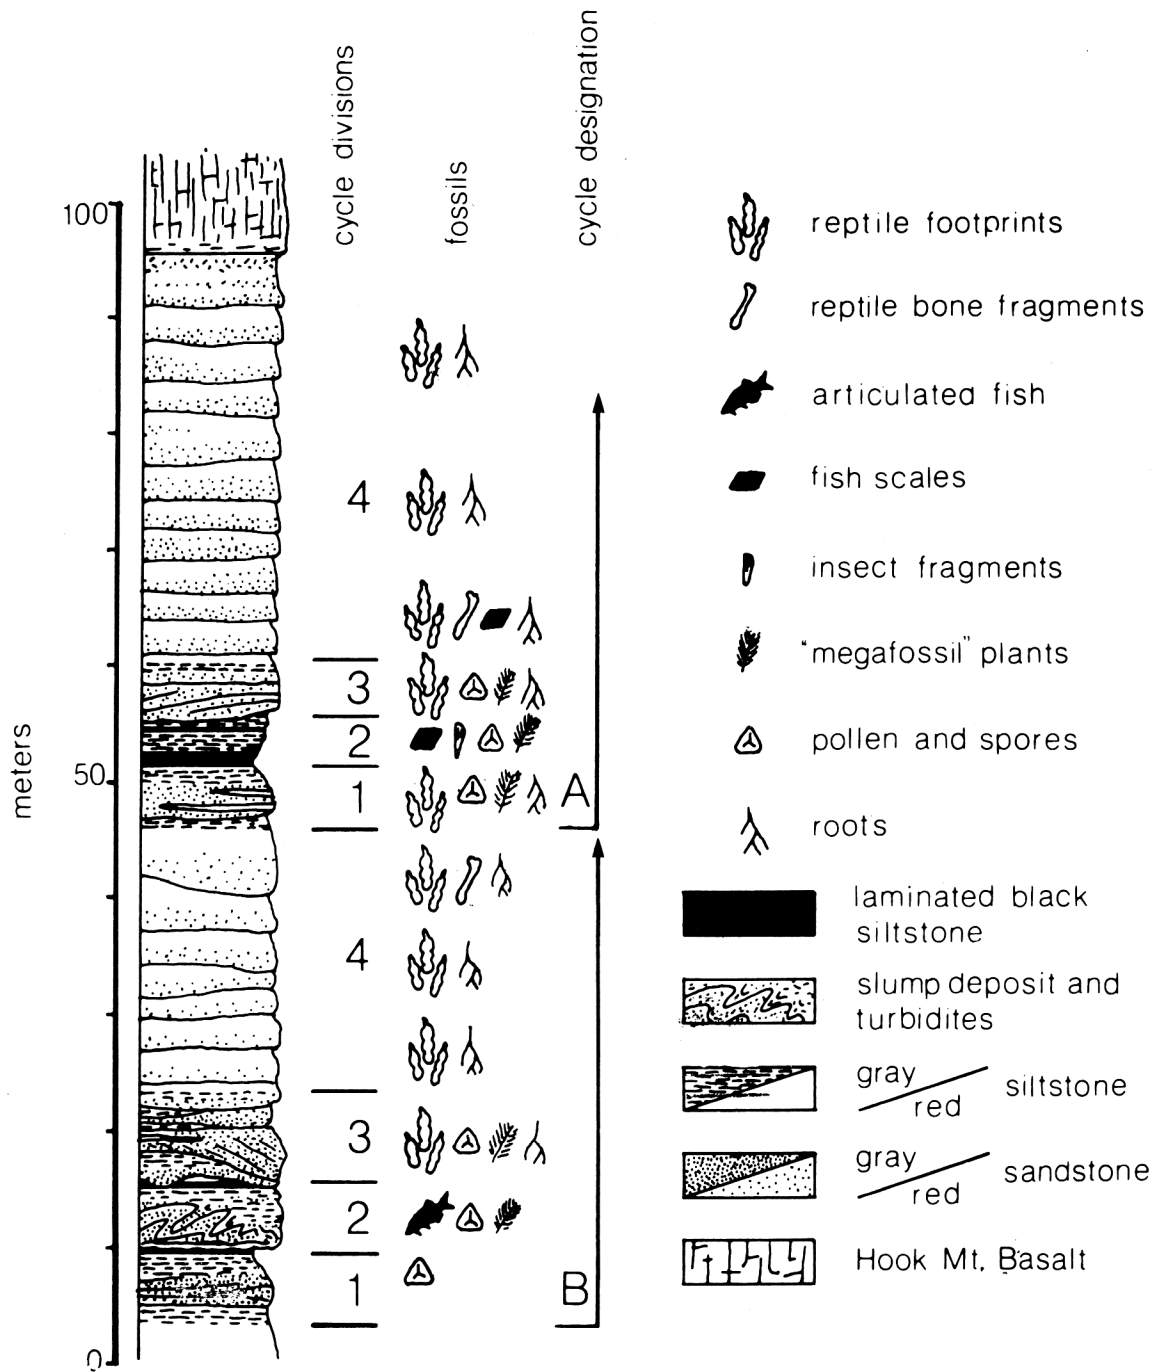 cycle divisions
fossils
cycle designation
meters
100
50
0
4
3
2
1
A
4
3
2
1
B
reptile footprints
reptile bone fragments
articulated fish
fish scales
insect fragments
"megafossil" plants
pollen and spores
roots
laminated black
siltstone
slump deposit and
turbidites
gray
red
siltstone
gray
red
sandstone
Hook Mt. Basalt